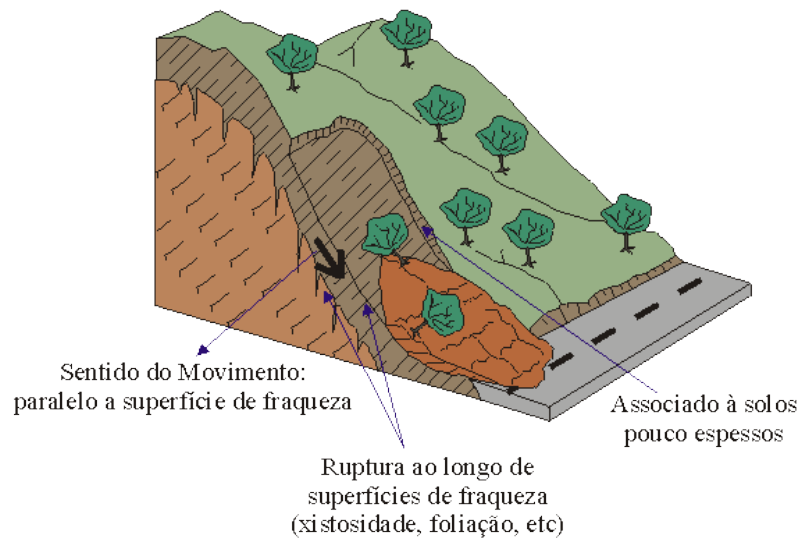 Sentido do Movimento:
paralelo a superfície de fraqueza
Associado à solos
pouco espessos
Ruptura ao longo de
superfícies de fraqueza
(xistosidade, foliação, etc)